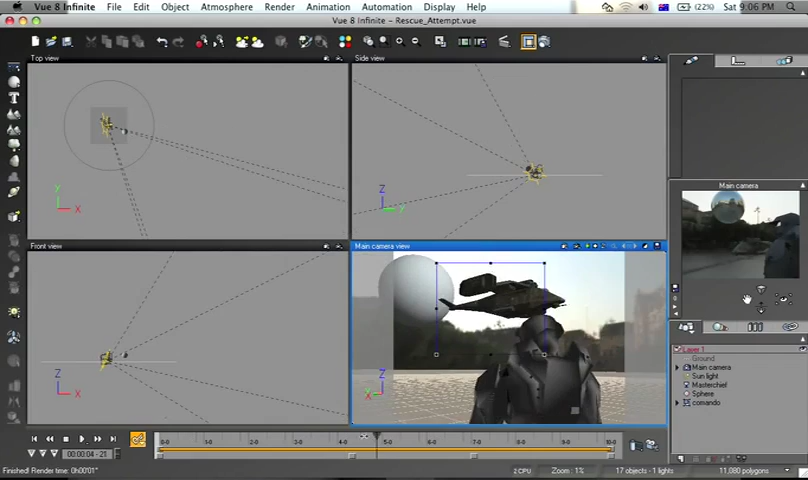 Vue 8 Infinite File Edit Object Atmosphere Render Animation Automation Display Help (22%) Sat 9:06 PM
Vue 8 Infinite - Rescue_Attempt.vue
Top view
Side view
Y
X
Z
Y
Main camera
Front view
Main camera view
Z
X
Z
X
Layer 1
Ground
Main camera
Sun light
Masterchief
Sphere
comando
00:00:04 - 21
Finished! Render time: 0h00'01" 2 CPU Zoom : 1% 17 objects - 1 lights 11,080 polygons